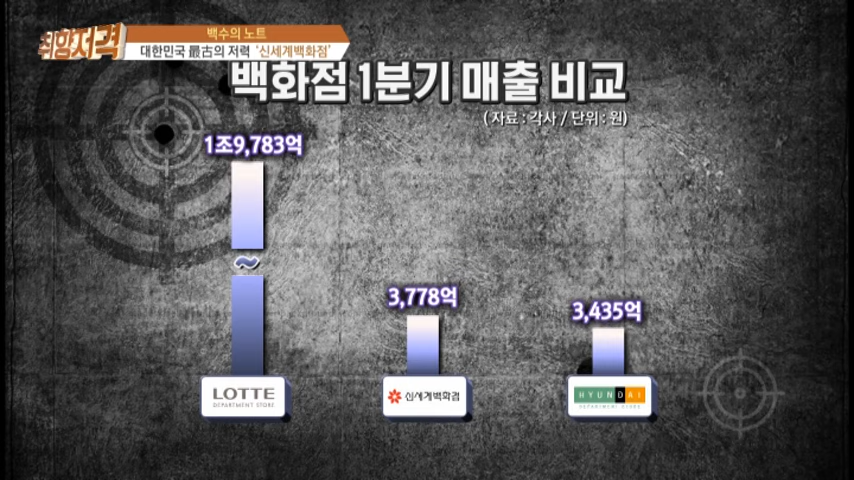 취향저격
백수의 노트
대한민국 最古의 저력 '신세계백화점'
백화점 1분기 매출 비교
( 자료 : 각사 / 단위 : 원)
1조9,783억
~
3,778억
3,435억
LOTTE
DEPARTMENT STORE
신세계백화점
HYUNDAI
DEPARTMENT STORE